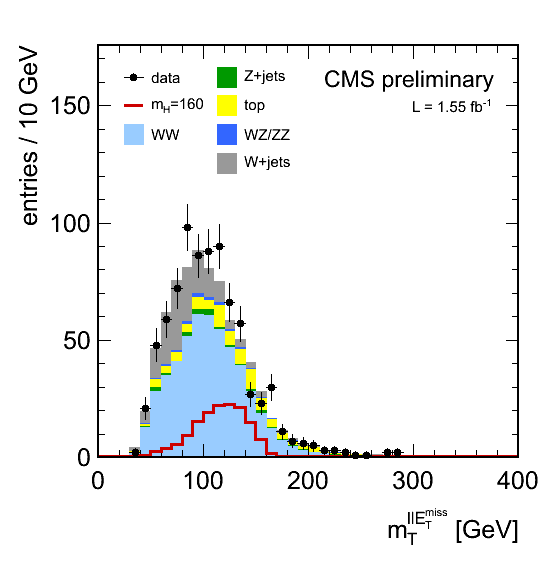 entries / 10 GeV
CMS preliminary
L = 1.55 fb⁻¹
data
m_H=160
WW
Z+jets
top
WZ/ZZ
W+jets
150
100
50
0
0 100 200 300 400
m_T^{llE_T^{miss}} [GeV]